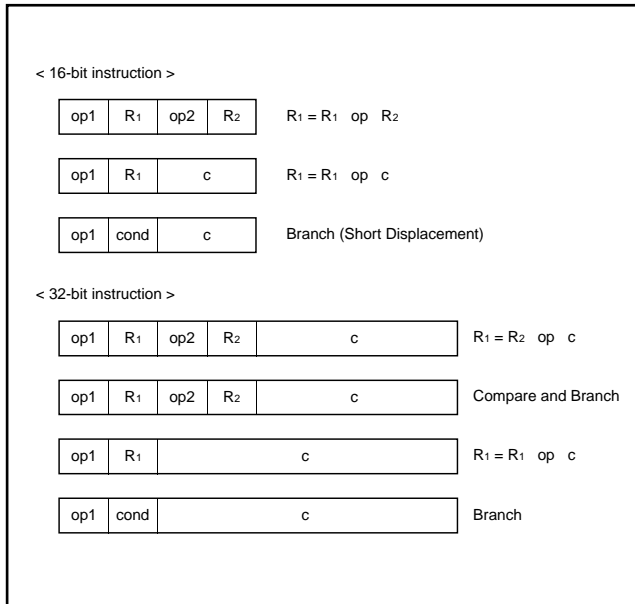 < 16-bit instruction >
op1 R1 op2 R2 R1 = R1 op R2
op1 R1 c R1 = R1 op c
op1 cond c Branch (Short Displacement)
< 32-bit instruction >
op1 R1 op2 R2 c R1 = R2 op c
op1 R1 op2 R2 c Compare and Branch
op1 R1 c R1 = R1 op c
op1 cond c Branch